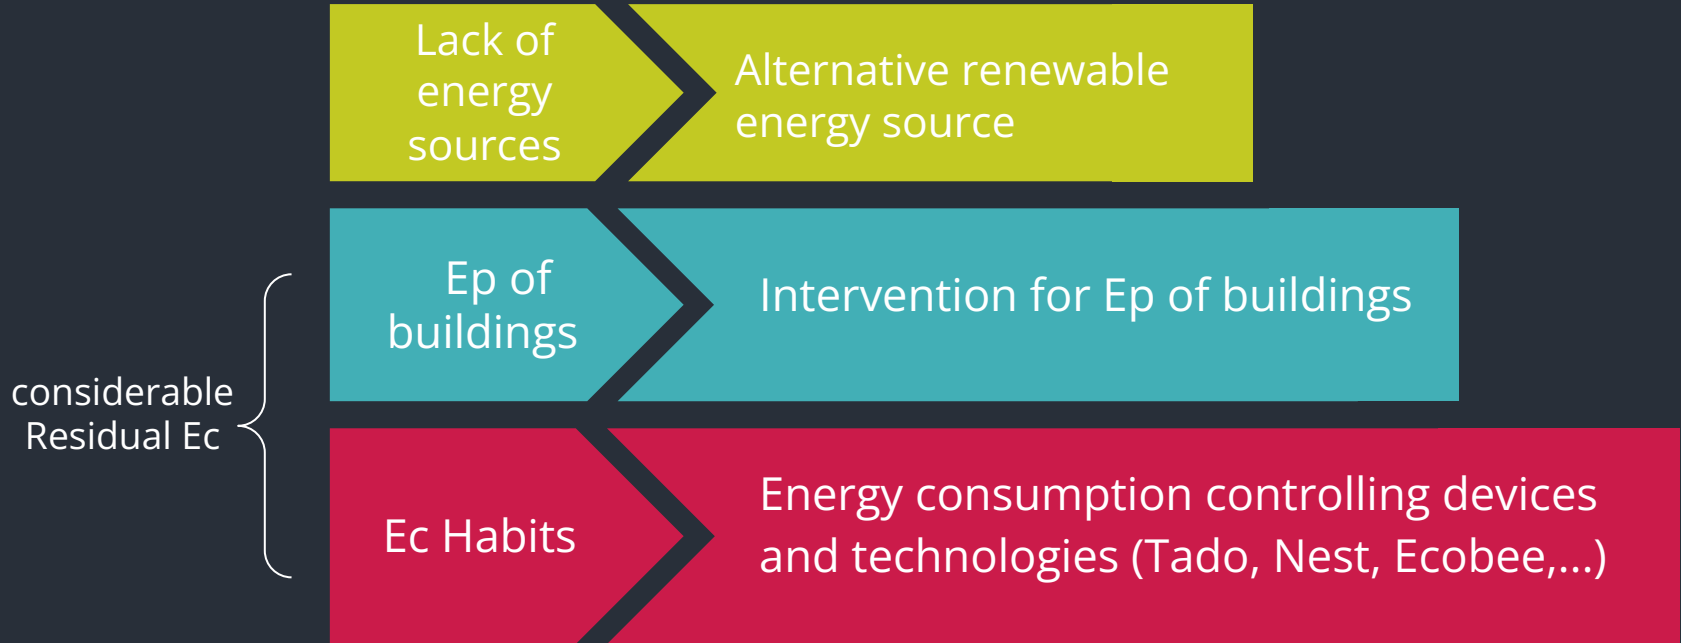 Lack of
energy
sources
Alternative renewable
energy source
Ep of
buildings
Intervention for Ep of buildings
considerable
Residual Ec
Ec Habits
Energy consumption controlling devices
and technologies (Tado, Nest, Ecobee,...)